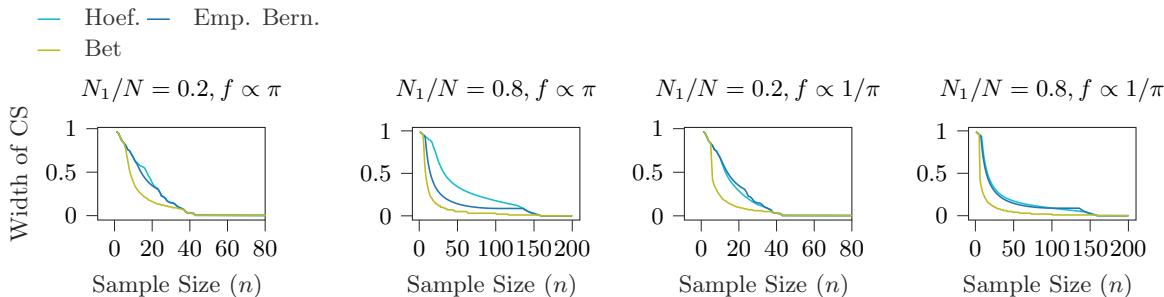 Hoef. Emp. Bern.
Bet
N₁/N = 0.2, f ∝ π
N₁/N = 0.8, f ∝ π
N₁/N = 0.2, f ∝ 1/π
N₁/N = 0.8, f ∝ 1/π
Width of CS
1
0.5
0
0 20 40 60 80
Sample Size (n)
1
0.5
0
0 50 100 150 200
Sample Size (n)
1
0.5
0
0 20 40 60 80
Sample Size (n)
1
0.5
0
0 50 100 150 200
Sample Size (n)